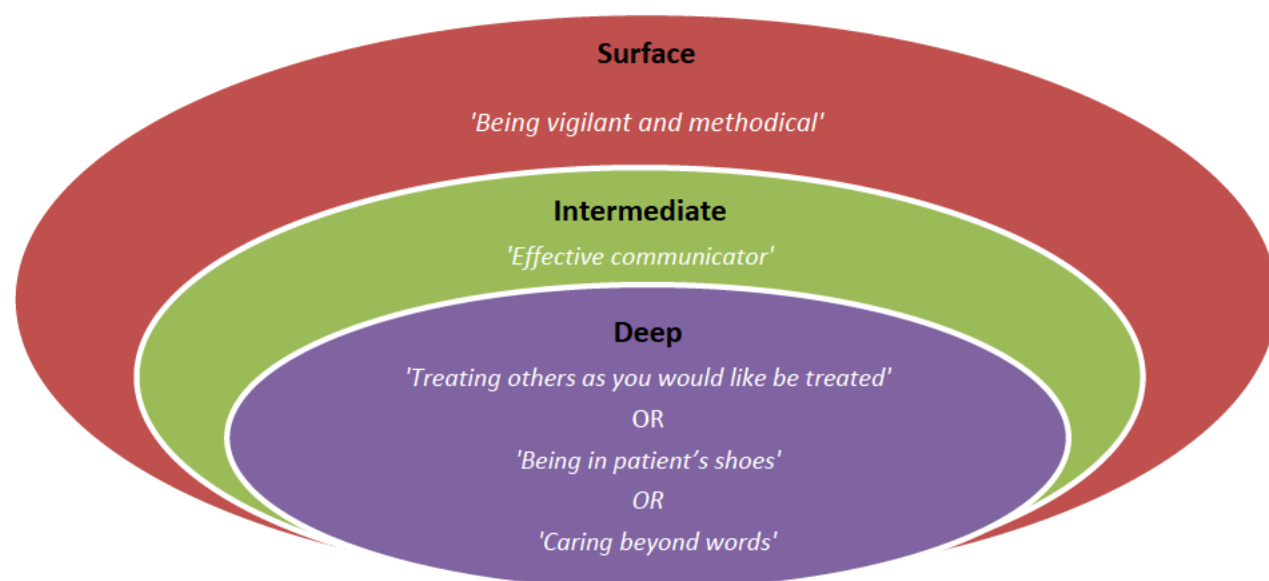 Surface
'Being vigilant and methodical'
Intermediate
'Effective communicator'
Deep
'Treating others as you would like be treated'
OR
'Being in patient’s shoes'
OR
'Caring beyond words'